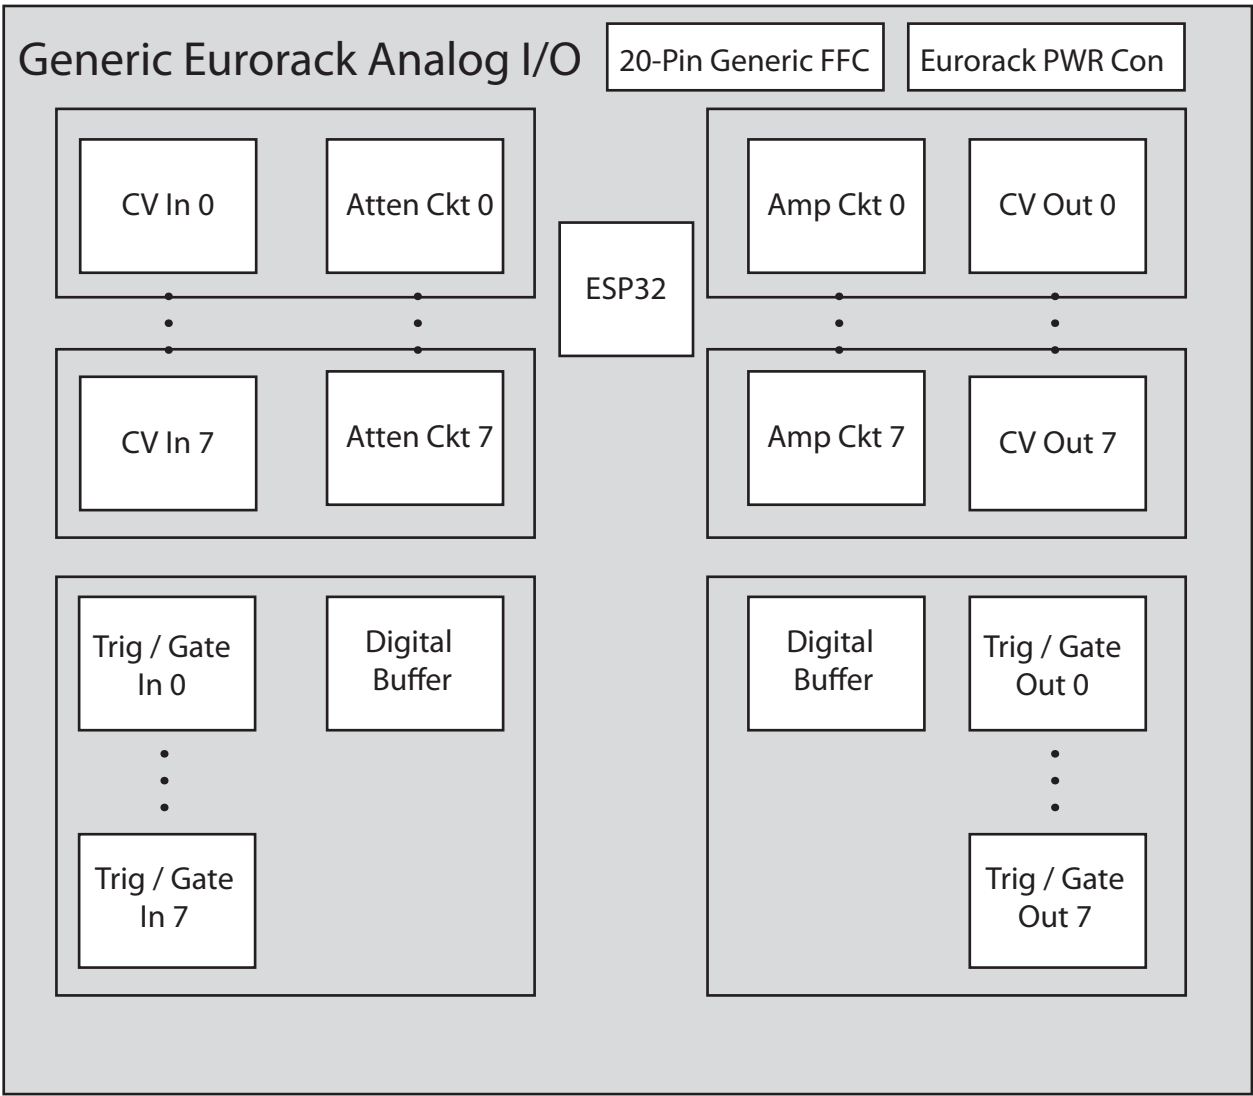 Generic Eurorack Analog I/O
20-Pin Generic FFC
Eurorack PWR Con
CV In 0
Atten Ckt 0
ESP32
Amp Ckt 0
CV Out 0
CV In 7
Atten Ckt 7
Amp Ckt 7
CV Out 7
Trig / Gate
In 0
Digital
Buffer
Digital
Buffer
Trig / Gate
Out 0
Trig / Gate
In 7
Trig / Gate
Out 7